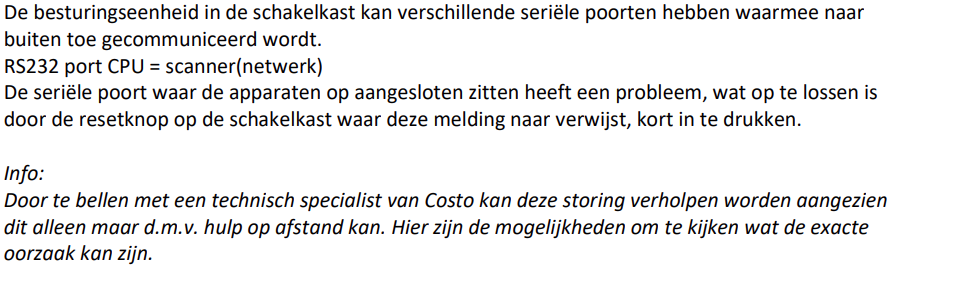 De besturingseenheid in de schakelkast kan verschillende seriële poorten hebben waarmee naar
buiten toe gecommuniceerd wordt.
RS232 port CPU = scanner(netwerk)
De seriële poort waar de apparaten op aangesloten zitten heeft een probleem, wat op te lossen is
door de resetknop op de schakelkast waar deze melding naar verwijst, kort in te drukken.
Info:
Door te bellen met een technisch specialist van Costo kan deze storing verholpen worden aangezien
dit alleen maar d.m.v. hulp op afstand kan. Hier zijn de mogelijkheden om te kijken wat de exacte
oorzaak kan zijn.